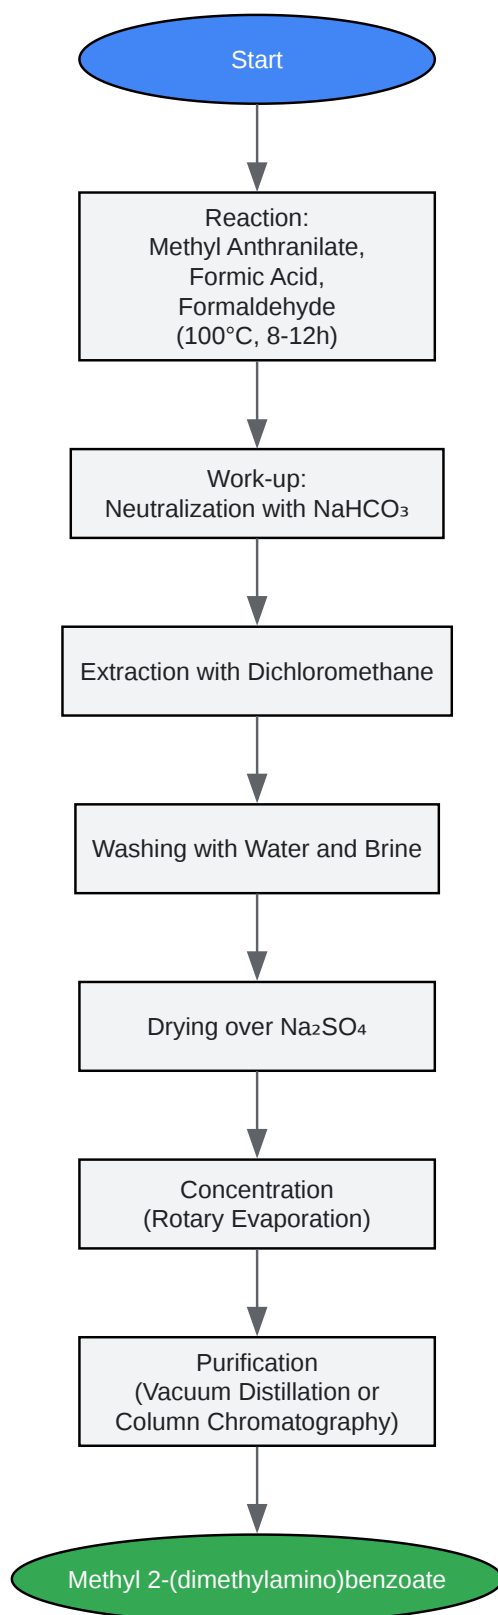 Start
Reaction:
Methyl Anthranilate,
Formic Acid,
Formaldehyde
(100°C, 8-12h)
Work-up:
Neutralization with NaHCO₃
Extraction with Dichloromethane
Washing with Water and Brine
Drying over Na₂SO₄
Concentration
(Rotary Evaporation)
Purification
(Vacuum Distillation or
Column Chromatography)
Methyl 2-(dimethylamino)benzoate